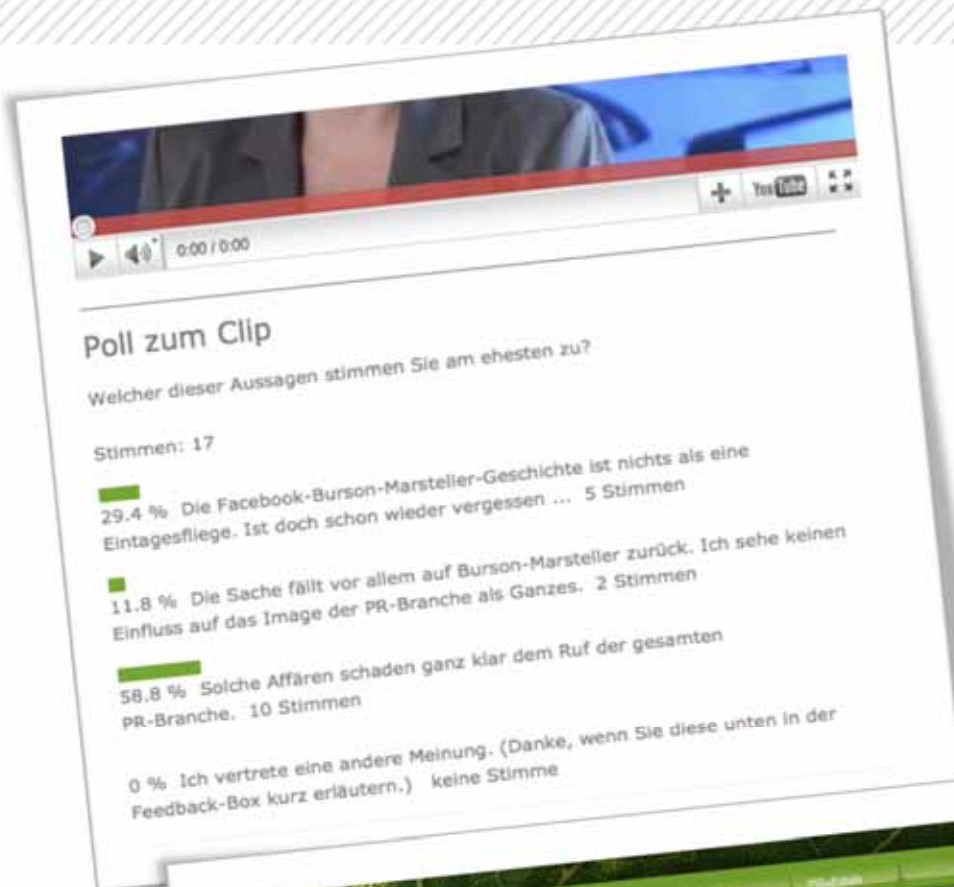 YouTube
0:00 / 0:00
Poll zum Clip
Welcher dieser Aussagen stimmen Sie am ehesten zu?
Stimmen: 17
29.4 % Die Facebook-Burson-Marsteller-Geschichte ist nichts als eine
Eintagesfliege. Ist doch schon wieder vergessen ... 5 Stimmen
11.8 % Die Sache fällt vor allem auf Burson-Marsteller zurück. Ich sehe keinen
Einfluss auf das Image der PR-Branche als Ganzes. 2 Stimmen
58.8 % Solche Affären schaden ganz klar dem Ruf der gesamten
PR-Branche. 10 Stimmen
0 % Ich vertrete eine andere Meinung. (Danke, wenn Sie diese unten in der
Feedback-Box kurz erläutern.) keine Stimme